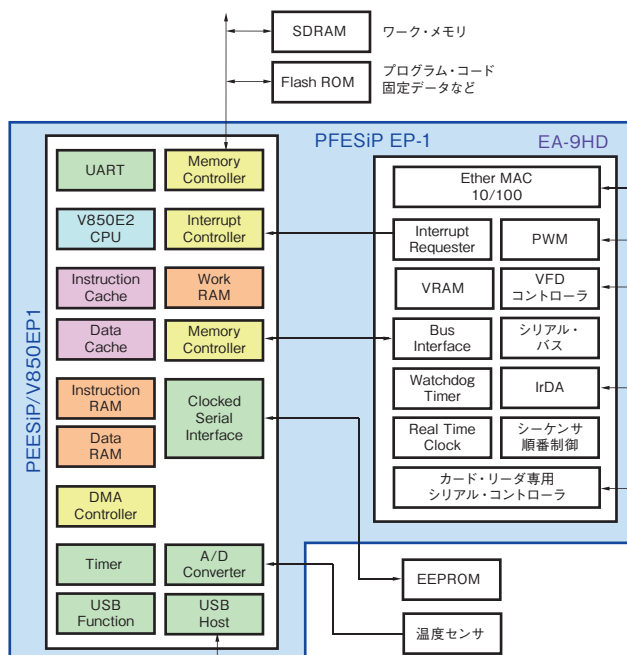 SDRAM
ワーク・メモリ
Flash ROM
プログラム・コード
固定データなど
PFESiP EP-1
EA-9HD
PEESiP/V850EP1
UART
Memory
Controller
V850E2
CPU
Interrupt
Controller
Instruction
Cache
Work
RAM
Data
Cache
Memory
Controller
Instruction
RAM
Data
RAM
Clocked
Serial
Interface
DMA
Controller
Timer
A/D
Converter
USB
Function
USB
Host
Ether MAC
10/100
Interrupt
Requester
PWM
VRAM
VFD
コントローラ
Bus
Interface
シリアル・
バス
Watchdog
Timer
IrDA
Real Time
Clock
シーケンサ
順番制御
カード・リーダ専用
シリアル・コントローラ
EEPROM
温度センサ